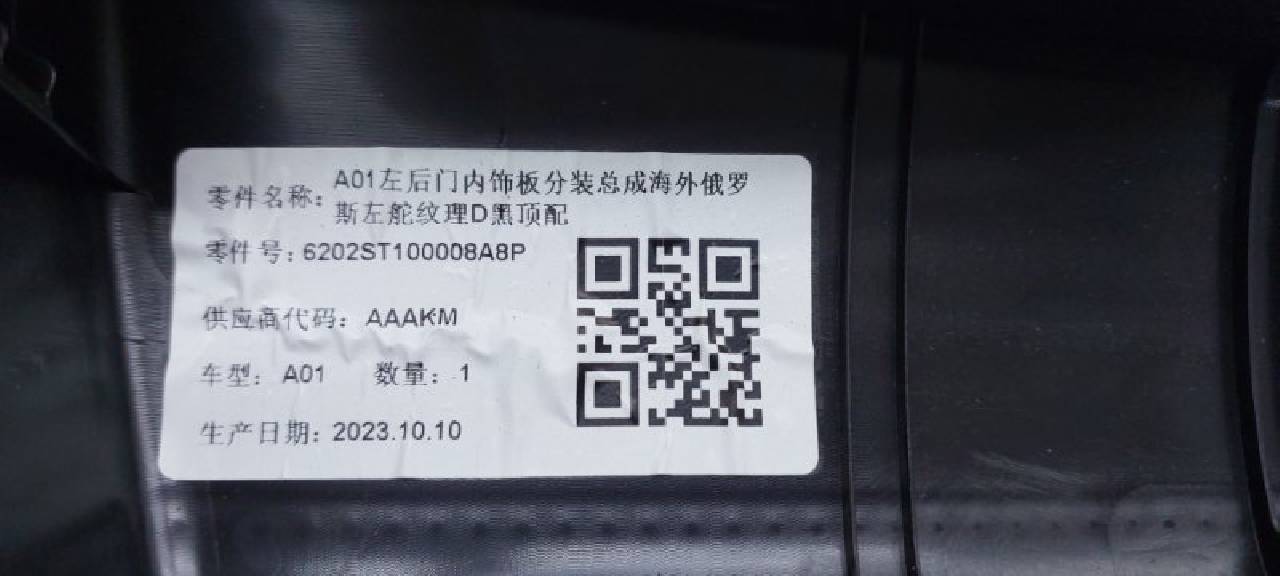 零件名称：A01左后门内饰板分装总成海外俄罗
斯左舵纹理D黑顶配
零件号：6202ST100008A8P
供应商代码：AAAKM
车型：A01 数量：1
生产日期：2023.10.10